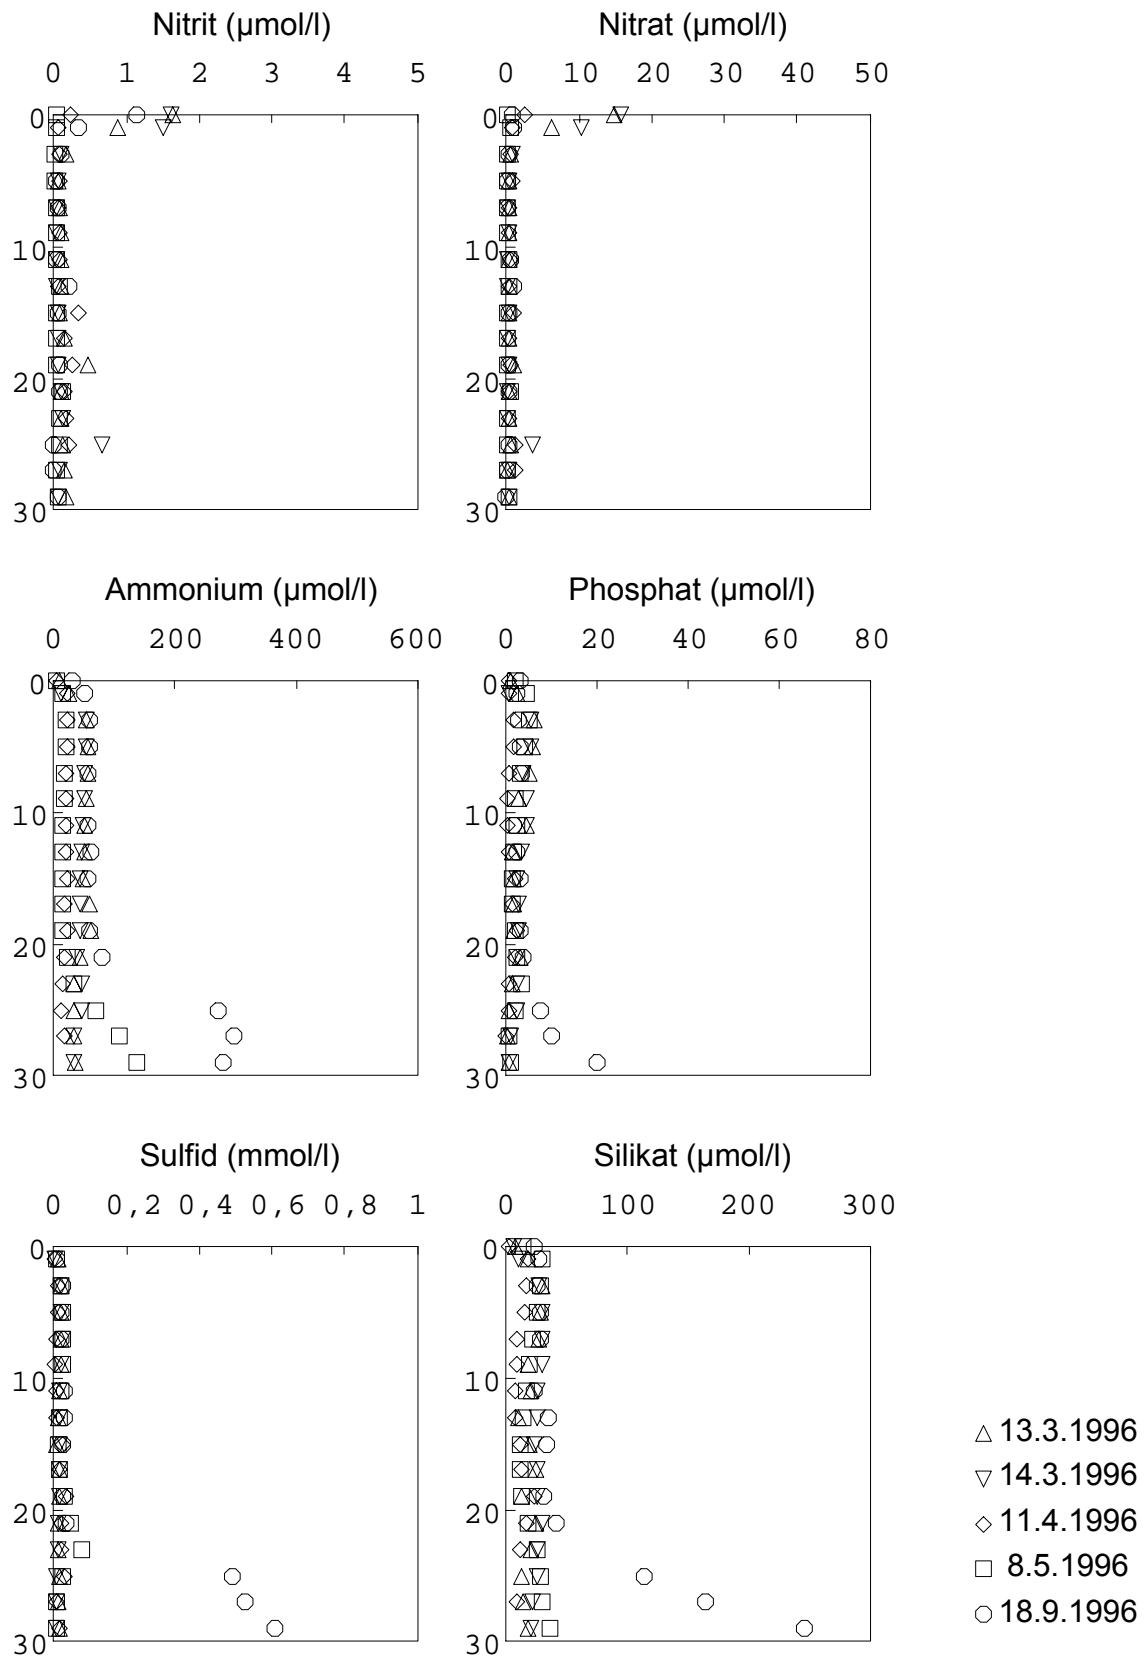 Nitrit (µmol/l) Nitrat (µmol/l)
0 1 2 3 4 5 0 10 20 30 40 50
0 0
10 10
20 20
30 30
Ammonium (µmol/l) Phosphat (µmol/l)
0 200 400 600 0 20 40 60 80
0 0
10 10
20 20
30 30
Sulfid (mmol/l) Silikat (µmol/l)
0 0,2 0,4 0,6 0,8 1 0 100 200 300
0 0
10 10
13.3.1996
14.3.1996
20 20
11.4.1996
8.5.1996
18.9.1996
30 30